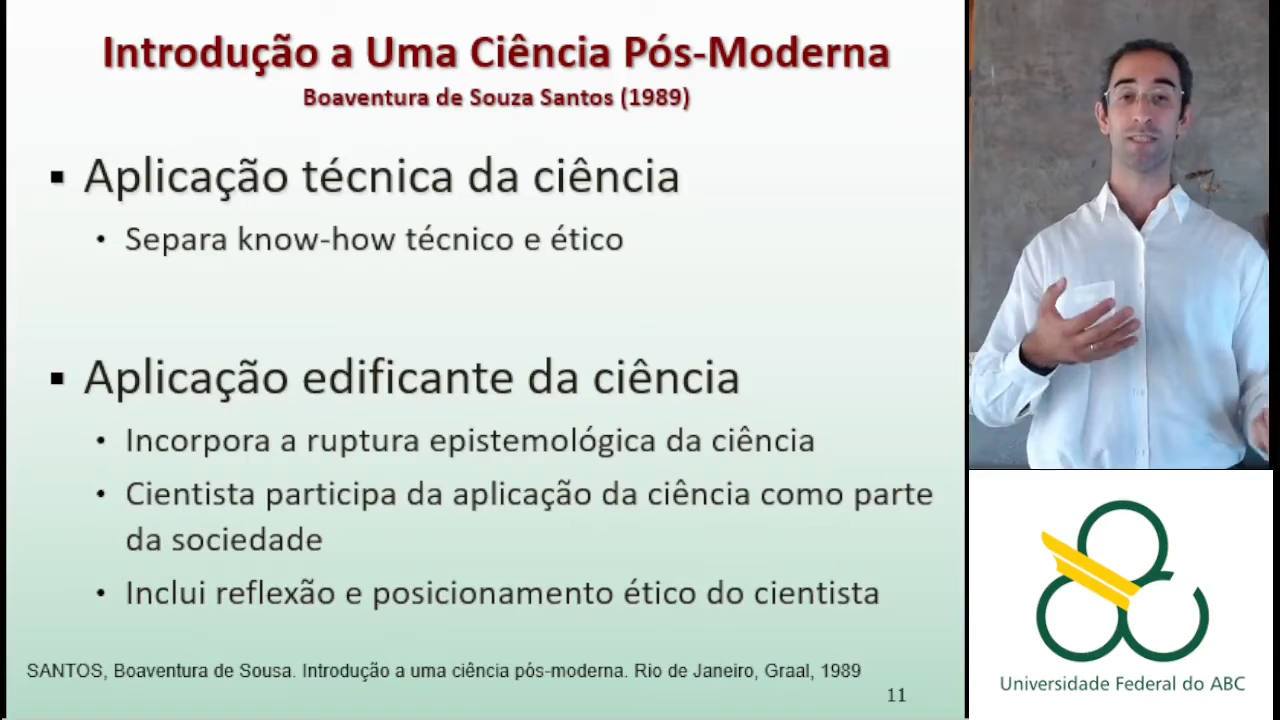 Introdução a Uma Ciência Pós-Moderna
Boaventura de Souza Santos (1989)
Aplicação técnica da ciência
Separa know-how técnico e ético
Aplicação edificante da ciência
Incorpora a ruptura epistemológica da ciência
Cientista participa da aplicação da ciência como parte
da sociedade
Inclui reflexão e posicionamento ético do cientista
SANTOS, Boaventura de Sousa. Introdução a uma ciência pós-moderna. Rio de Janeiro, Graal, 1989
11
Universidade Federal do ABC